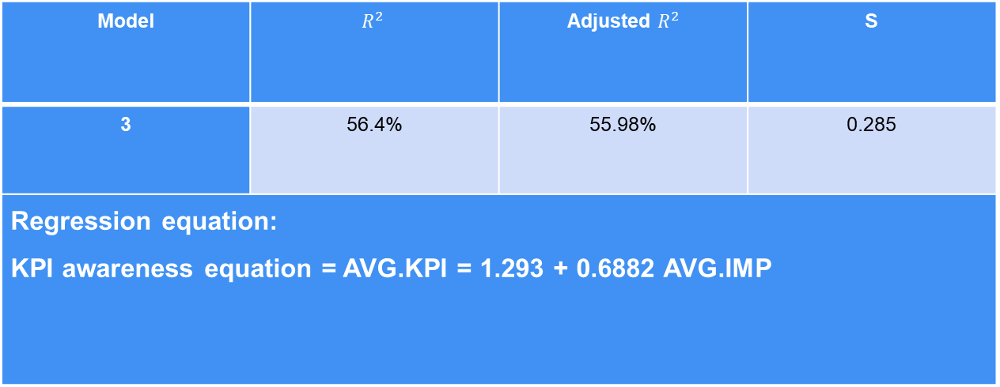 Model R² Adjusted R² S
3 56.4% 55.98% 0.285
Regression equation:
KPI awareness equation = AVG.KPI = 1.293 + 0.6882 AVG.IMP